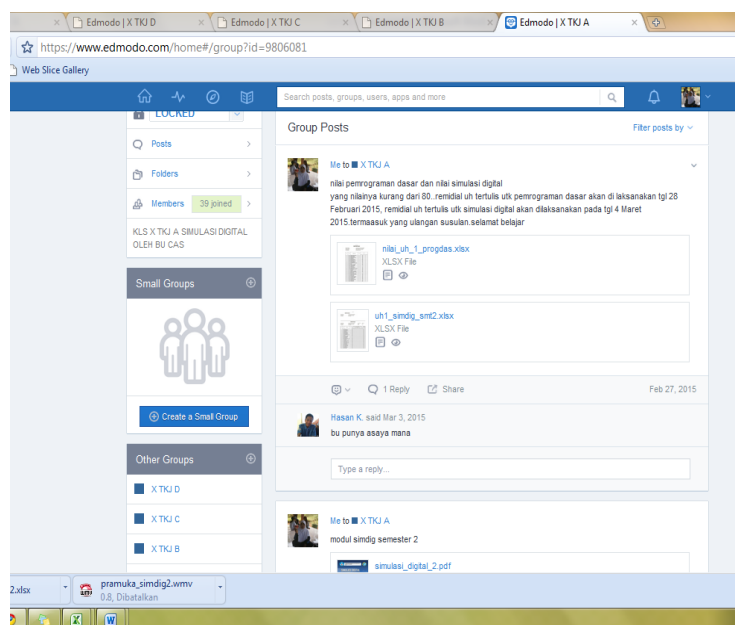 Edmodo | X TKJ D
Edmodo | X TKJ C
Edmodo | X TKJ B
Edmodo | X TKJ A
https://www.edmodo.com/home#/group?id=9806081
Web Slice Gallery
Search posts, groups, users, apps and more
LOCKED
Posts
Folders
Members 39 joined
KLS X TKJ A SIMULASI DIGITAL
OLEH BU CAS
Small Groups
Create a Small Group
Other Groups
X TKJ D
X TKJ C
X TKJ B
Group Posts
Filter posts by
Me to X TKJ A
nilai pemrograman dasar dan nilai simulasi digital
yang nilainya kurang dari 80..remidial uh tertulis utk pemrograman dasar akan di laksanakan tgl 28
Februari 2015, remidial uh tertulis utk simulasi digital akan dilaksanakan pada tgl 4 Maret
2015.termaasuk yang ulangan susulan.selamat belajar
nilai_uh_1_progdas.xlsx
XLSX File
uh1_simdig_smt2.xlsx
XLSX File
1 Reply
Share
Feb 27, 2015
Hasan K. said Mar 3, 2015
bu punya asaya mana
Type a reply...
Me to X TKJ A
modul simdig semester 2
simulasi_digital_2.pdf
2.xlsx
pramuka_simdig2.wmv
0.8, Dibatalkan